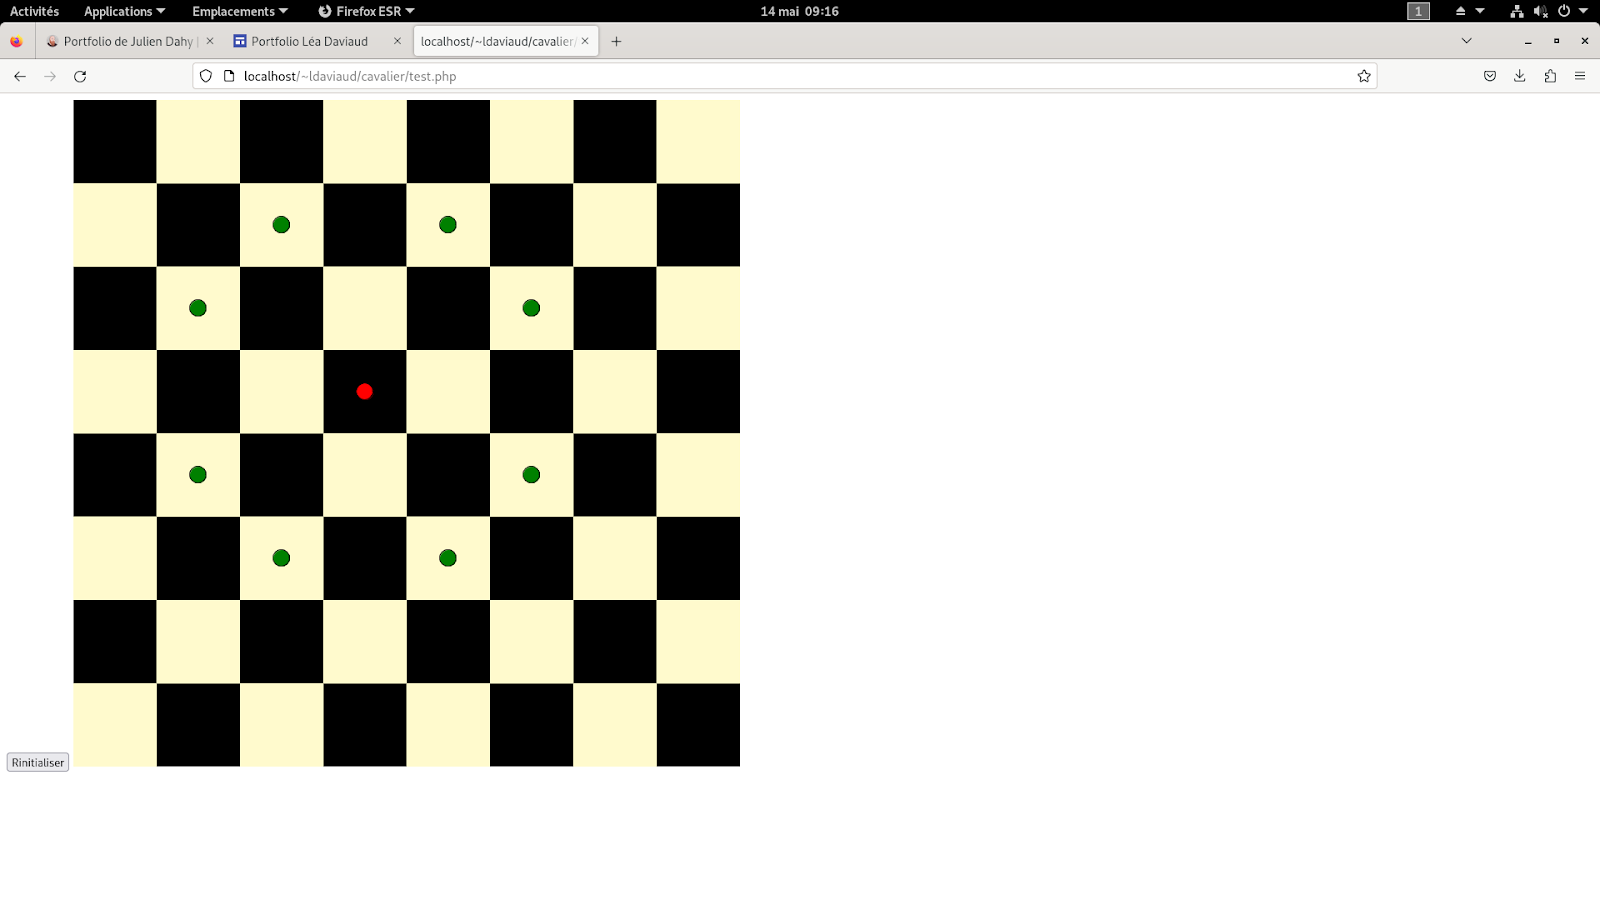 Activités Applications Emplacements Firefox ESR 14 mai 09:16 1
Portfolio de Julien Dahy | Portfolio Léa Daviaud localhost/~ldaviaud/cavalier/
localhost/~ldaviaud/cavalier/test.php
Rinitialiser